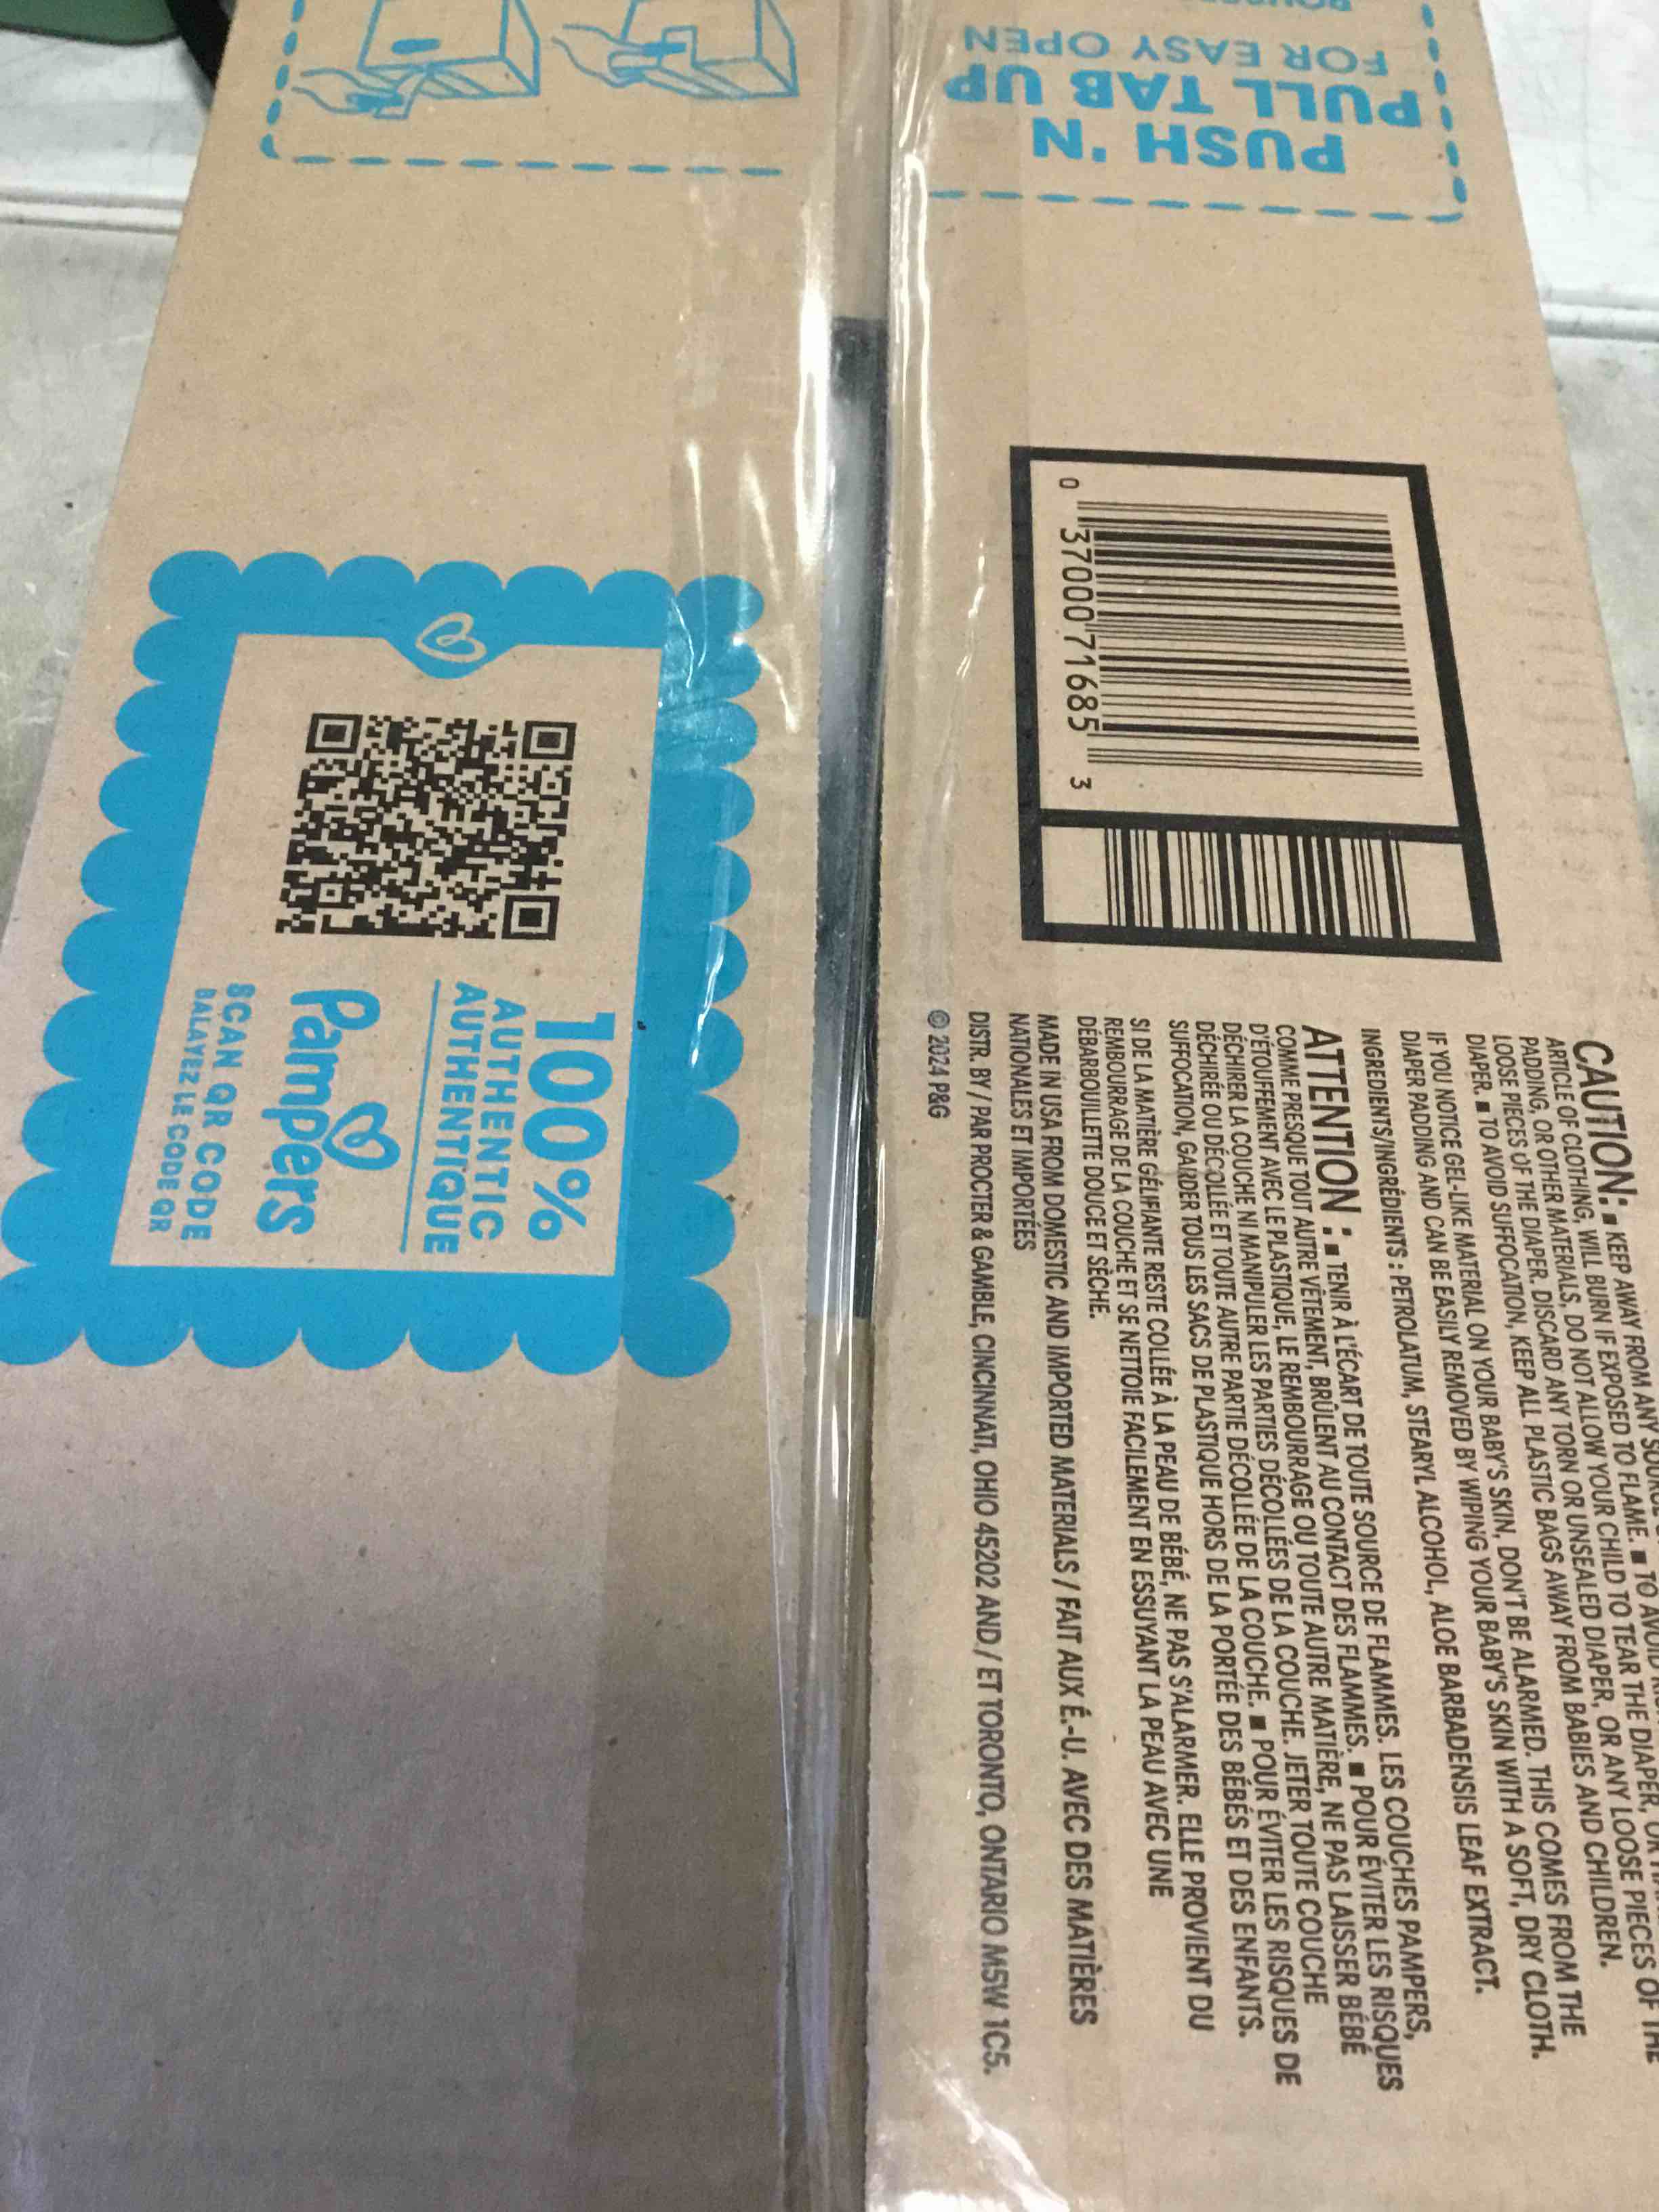 PUSH 'N
PULL TAB UP
FOR EASY OPEN
0 37000 71685 3
CAUTION: ■ KEEP AWAY FROM ANY SOURCE
ARTICLE OF CLOTHING, WILL BURN IF EXPOSED TO FLAME. ■ TO AVOID
PADDING, OR OTHER MATERIALS, DO NOT ALLOW YOUR CHILD TO TEAR THE DIAPER, OR
LOOSE PIECES OF THE DIAPER. DISCARD ANY TORN OR UNSEALED DIAPER, OR ANY LOOSE PIECES OF THE
DIAPER. ■ TO AVOID SUFFOCATION, KEEP ALL PLASTIC BAGS AWAY FROM BABIES AND CHILDREN.
IF YOU NOTICE GEL-LIKE MATERIAL ON YOUR BABY'S SKIN, DON'T BE ALARMED. THIS COMES FROM THE
DIAPER PADDING AND CAN BE EASILY REMOVED BY WIPING YOUR BABY'S SKIN WITH A SOFT, DRY CLOTH.
INGREDIENTS/INGRÉDIENTS : PETROLATUM, STEARYL ALCOHOL, ALOE BARBADENSIS LEAF EXTRACT.
ATTENTION : ■ TENIR À L'ÉCART DE TOUTE SOURCE DE FLAMMES. LES COUCHES PAMPERS,
COMME PRESQUE TOUT AUTRE VÊTEMENT, BRÛLENT AU CONTACT DES FLAMMES. ■ POUR ÉVITER LES RISQUES
D'ÉTOUFFEMENT AVEC LE PLASTIQUE, LE REMBOURRAGE OU TOUTE AUTRE MATIÈRE, NE PAS LAISSER BÉBÉ
DÉCHIRER LA COUCHE NI MANIPULER LES PARTIES DÉCOLLÉES DE LA COUCHE. JETER TOUTE COUCHE
DÉCHIRÉE OU DÉCOLLÉE ET TOUTE AUTRE PARTIE DÉCOLLÉE DE LA COUCHE. ■ POUR ÉVITER LES RISQUES DE
SUFFOCATION, GARDER TOUS LES SACS DE PLASTIQUE HORS DE LA PORTÉE DES BÉBÉS ET DES ENFANTS.
SI DE LA MATIÈRE GÉLIFIANTE RESTE COLLÉE À LA PEAU DE BÉBÉ, NE PAS S'ALARMER. ELLE PROVIENT DU
REMBOURRAGE DE LA COUCHE ET SE NETTOIE FACILEMENT EN ESSUYANT LA PEAU AVEC UNE
DÉBARBOUILLETTE DOUCE ET SÈCHE.
MADE IN USA FROM DOMESTIC AND IMPORTED MATERIALS / FAIT AUX É.-U. AVEC DES MATIÈRES
NATIONALES ET IMPORTÉES
DISTR. BY / PAR PROCTER & GAMBLE, CINCINNATI, OHIO 45202 AND / ET TORONTO, ONTARIO M5W 1C5.
© 2024 P&G
100%
AUTHENTIC
AUTHENTIQUE
Pampers
SCAN QR CODE
BALAYEZ LE CODE QR